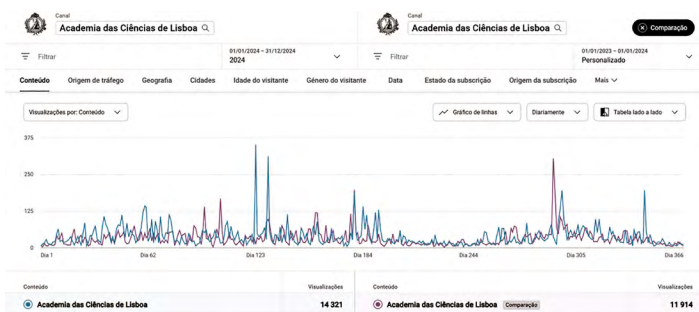 Canal
Academia das Ciências de Lisboa
Canal
Academia das Ciências de Lisboa
Comparação
Filtrar
01/01/2024 – 31/12/2024
2024
Filtrar
01/01/2023 – 01/01/2024
Personalizado
Conteúdo Origem de tráfego Geografia Cidades Idade do visitante Género do visitante Data Estado da subscrição Origem da subscrição Mais
Visualizações por: Conteúdo
Gráfico de linhas
Diariamente
Tabela lado a lado
375
250
125
0
Dia 1 Dia 62 Dia 123 Dia 184 Dia 244 Dia 305 Dia 366
Conteúdo Visualizações
Academia das Ciências de Lisboa 14 321
Conteúdo Visualizações
Academia das Ciências de Lisboa Comparação 11 914